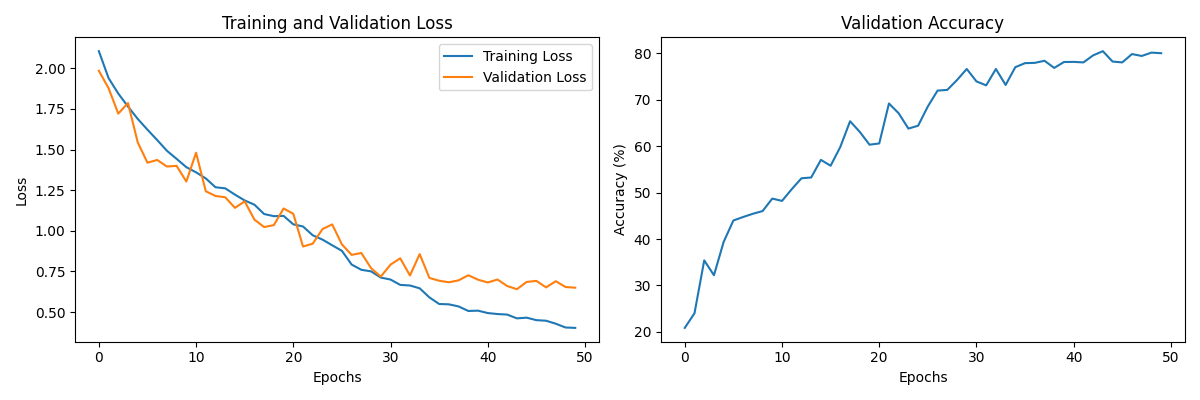 Training and Validation Loss
Training Loss
Validation Loss
Loss
2.00
1.75
1.50
1.25
1.00
0.75
0.50
0 10 20 30 40 50
Epochs
Validation Accuracy
Accuracy (%)
80
70
60
50
40
30
20
0 10 20 30 40 50
Epochs